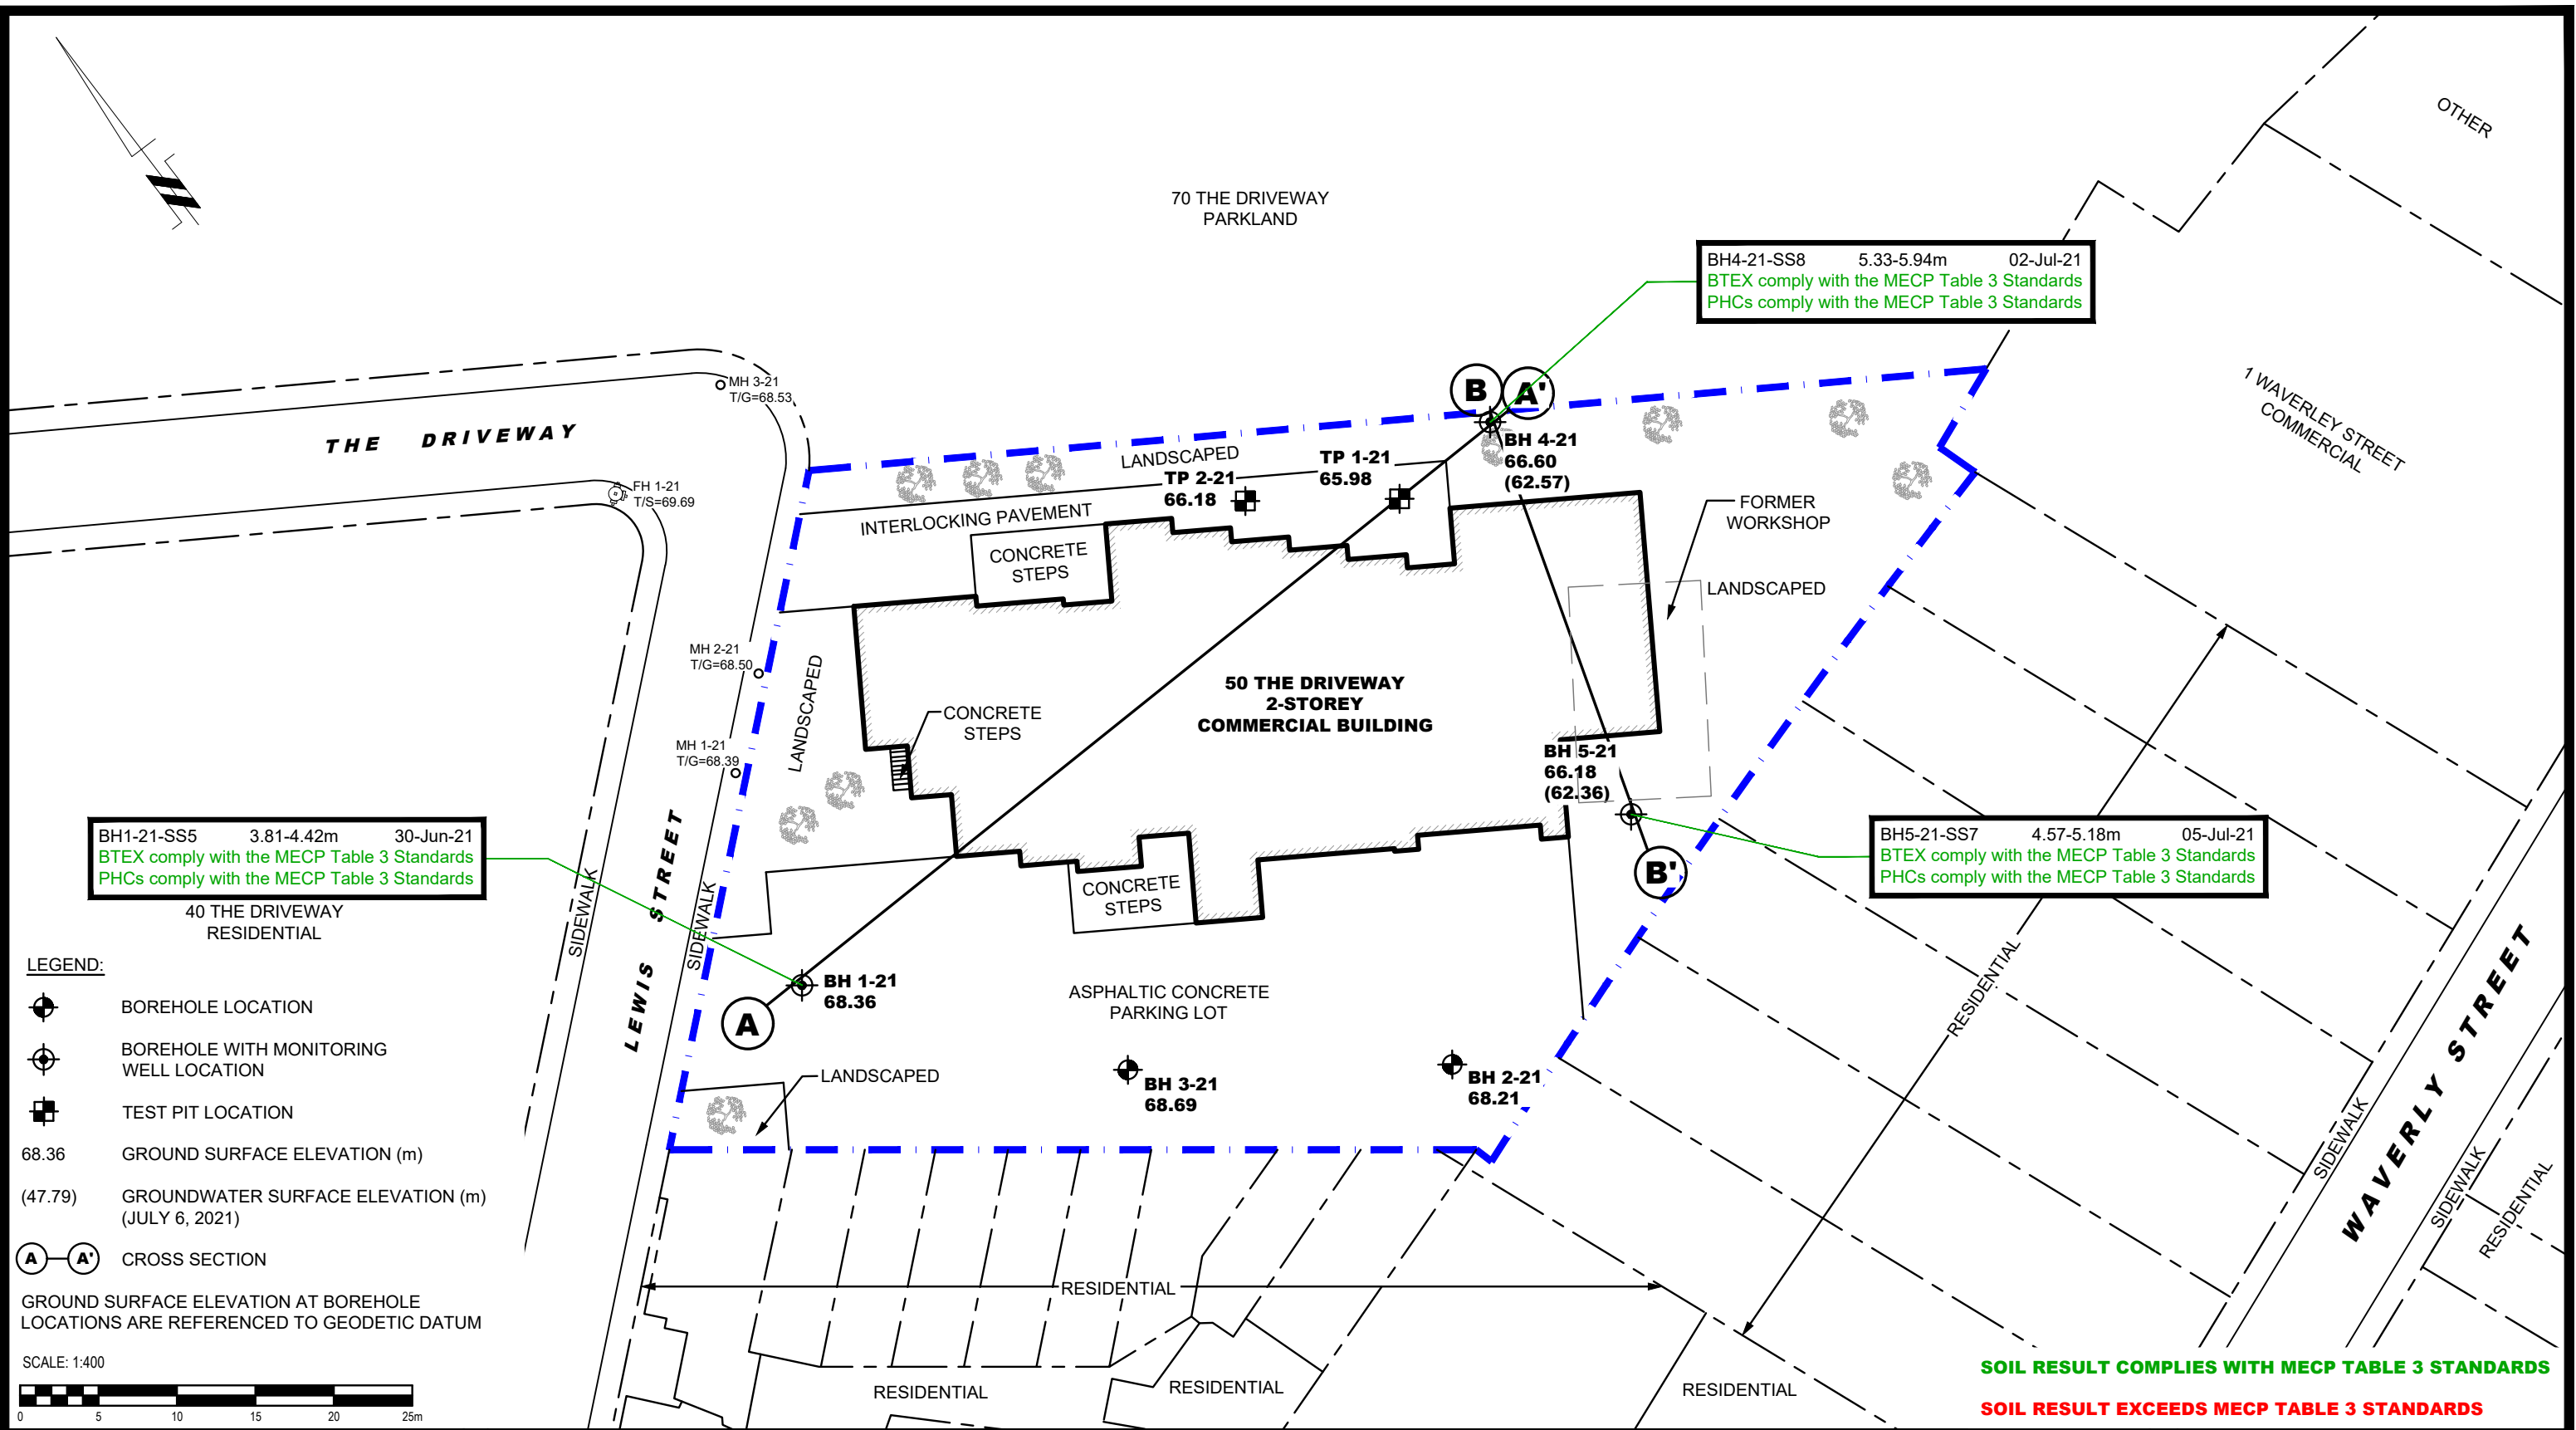 OTHER
70 THE DRIVEWAY
PARKLAND
BH4-21-SS8 5.33-5.94m 02-Jul-21
BTEX comply with the MECP Table 3 Standards
PHCs comply with the MECP Table 3 Standards
1 WAVERLEY STREET
COMMERCIAL
MH 3-21
T/G=68.53
THE DRIVEWAY
FH 1-21
T/S=69.69
B
A'
BH 4-21
66.60
(62.57)
LANDSCAPED
TP 2-21
66.18
TP 1-21
65.98
INTERLOCKING PAVEMENT
CONCRETE
STEPS
FORMER
WORKSHOP
LANDSCAPED
MH 2-21
T/G=68.50
LANDSCAPED
50 THE DRIVEWAY
2-STOREY
COMMERCIAL BUILDING
CONCRETE
STEPS
MH 1-21
T/G=68.39
BH 5-21
66.18
(62.36)
BH1-21-SS5 3.81-4.42m 30-Jun-21
BTEX comply with the MECP Table 3 Standards
PHCs comply with the MECP Table 3 Standards
BH5-21-SS7 4.57-5.18m 05-Jul-21
BTEX comply with the MECP Table 3 Standards
PHCs comply with the MECP Table 3 Standards
B'
CONCRETE
STEPS
40 THE DRIVEWAY
RESIDENTIAL
SIDEWALK
LEWIS STREET
SIDEWALK
BH 1-21
68.36
A
ASPHALTIC CONCRETE
PARKING LOT
RESIDENTIAL
WAVERLY STREET
LANDSCAPED
BH 3-21
68.69
BH 2-21
68.21
SIDEWALK
SIDEWALK
RESIDENTIAL
RESIDENTIAL
RESIDENTIAL
RESIDENTIAL
RESIDENTIAL
LEGEND:
BOREHOLE LOCATION
BOREHOLE WITH MONITORING
WELL LOCATION
TEST PIT LOCATION
68.36 GROUND SURFACE ELEVATION (m)
(47.79) GROUNDWATER SURFACE ELEVATION (m)
(JULY 6, 2021)
A A' CROSS SECTION
GROUND SURFACE ELEVATION AT BOREHOLE
LOCATIONS ARE REFERENCED TO GEODETIC DATUM
SCALE: 1:400
0 5 10 15 20 25m
SOIL RESULT COMPLIES WITH MECP TABLE 3 STANDARDS
SOIL RESULT EXCEEDS MECP TABLE 3 STANDARDS